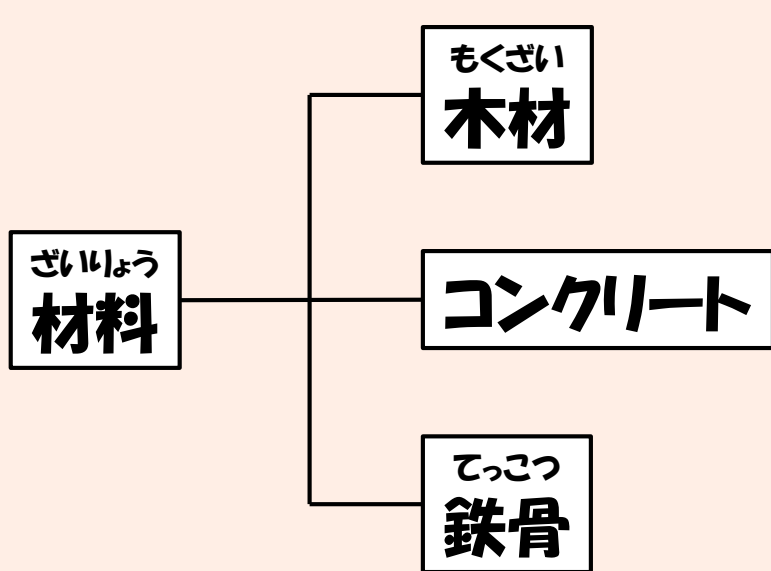 もくざい
木材
ざいりょう
材料
コンクリート
てっこつ
鉄骨